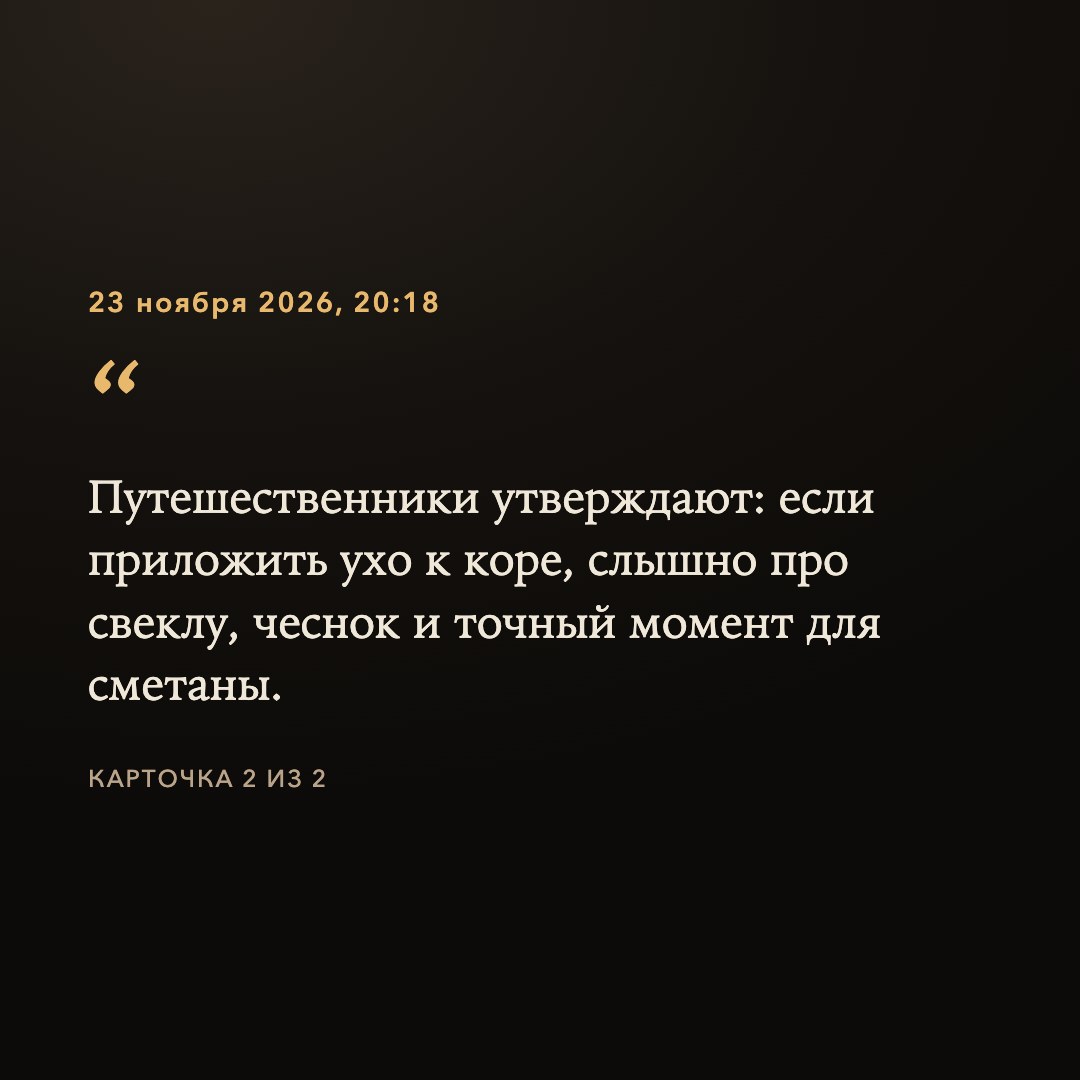 23 ноября 2026, 20:18
“
Путешественники утверждают: если
приложить ухо к коре, слышно про
свеклу, чеснок и точный момент для
сметаны.
КАРТОЧКА 2 ИЗ 2